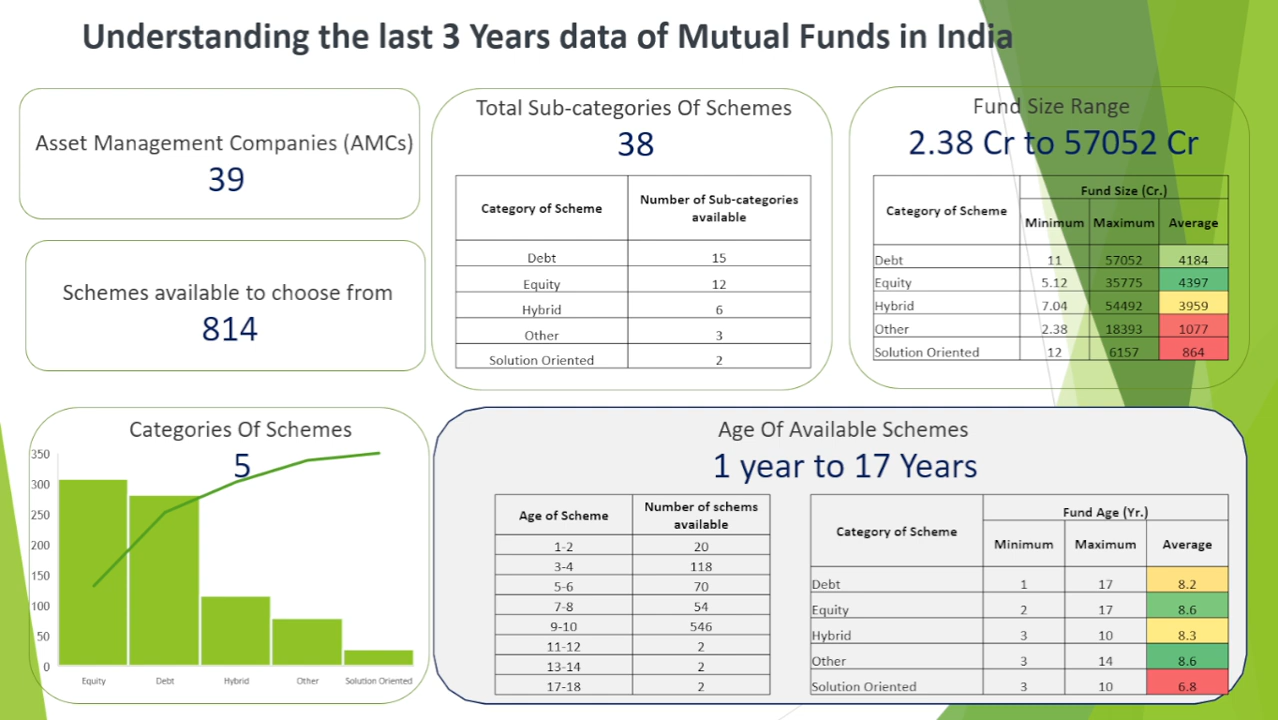 Understanding the last 3 Years data of Mutual Funds in India
Asset Management Companies (AMCs)
39
Schemes available to choose from
814
Total Sub-categories Of Schemes
38
Category of Scheme Number of Sub-categories available
Debt 15
Equity 12
Hybrid 6
Other 3
Solution Oriented 2
Fund Size Range
2.38 Cr to 57052 Cr
Category of Scheme Fund Size (Cr.)
Minimum Maximum Average
Debt 11 57052 4184
Equity 5.12 35775 4397
Hybrid 7.04 54492 3959
Other 2.38 18393 1077
Solution Oriented 12 6157 864
Categories Of Schemes
5
350
300
250
200
150
100
50
0
Equity Debt Hybrid Other Solution Oriented
Age Of Available Schemes
1 year to 17 Years
Age of Scheme Number of schems available
1-2 20
3-4 118
5-6 70
7-8 54
9-10 546
11-12 2
13-14 2
17-18 2
Category of Scheme Fund Age (Yr.)
Minimum Maximum Average
Debt 1 17 8.2
Equity 2 17 8.6
Hybrid 3 10 8.3
Other 3 14 8.6
Solution Oriented 3 10 6.8